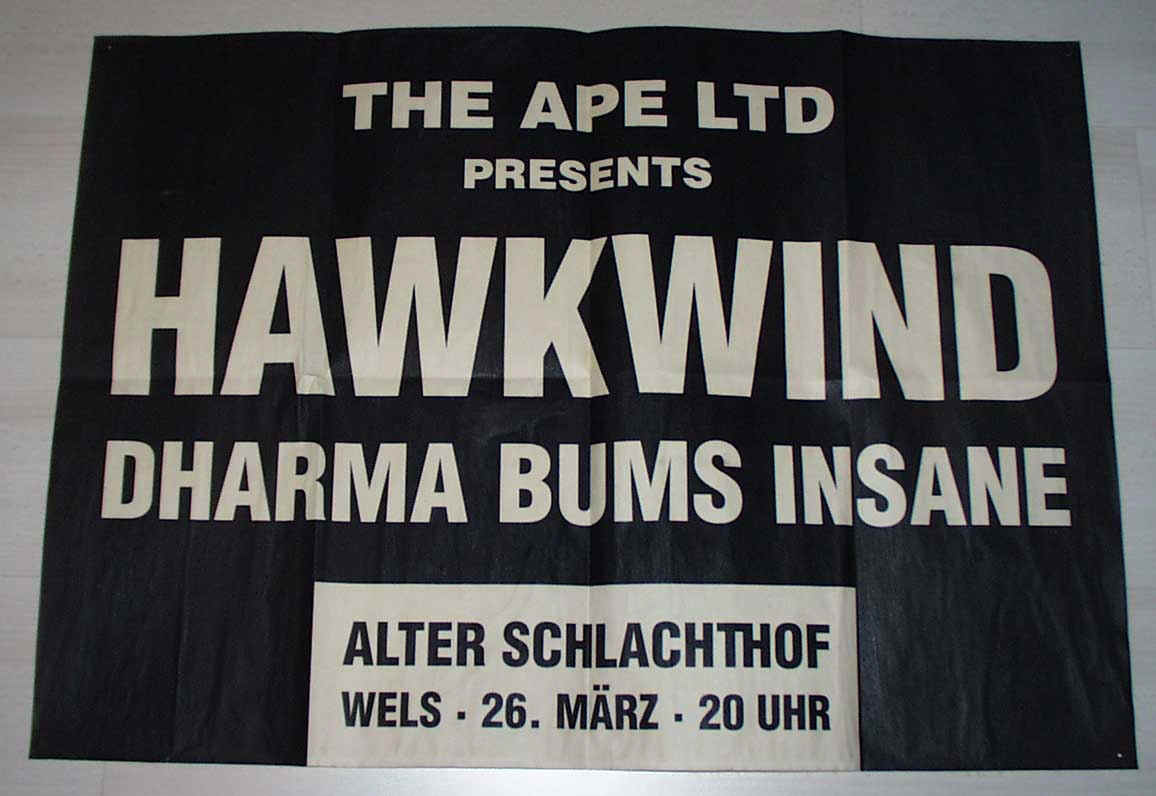 THE APE LTD
PRESENTS
HAWKWIND
DHARMA BUMS INSANE
ALTER SCHLACHTHOF
WELS · 26. MÄRZ · 20 UHR